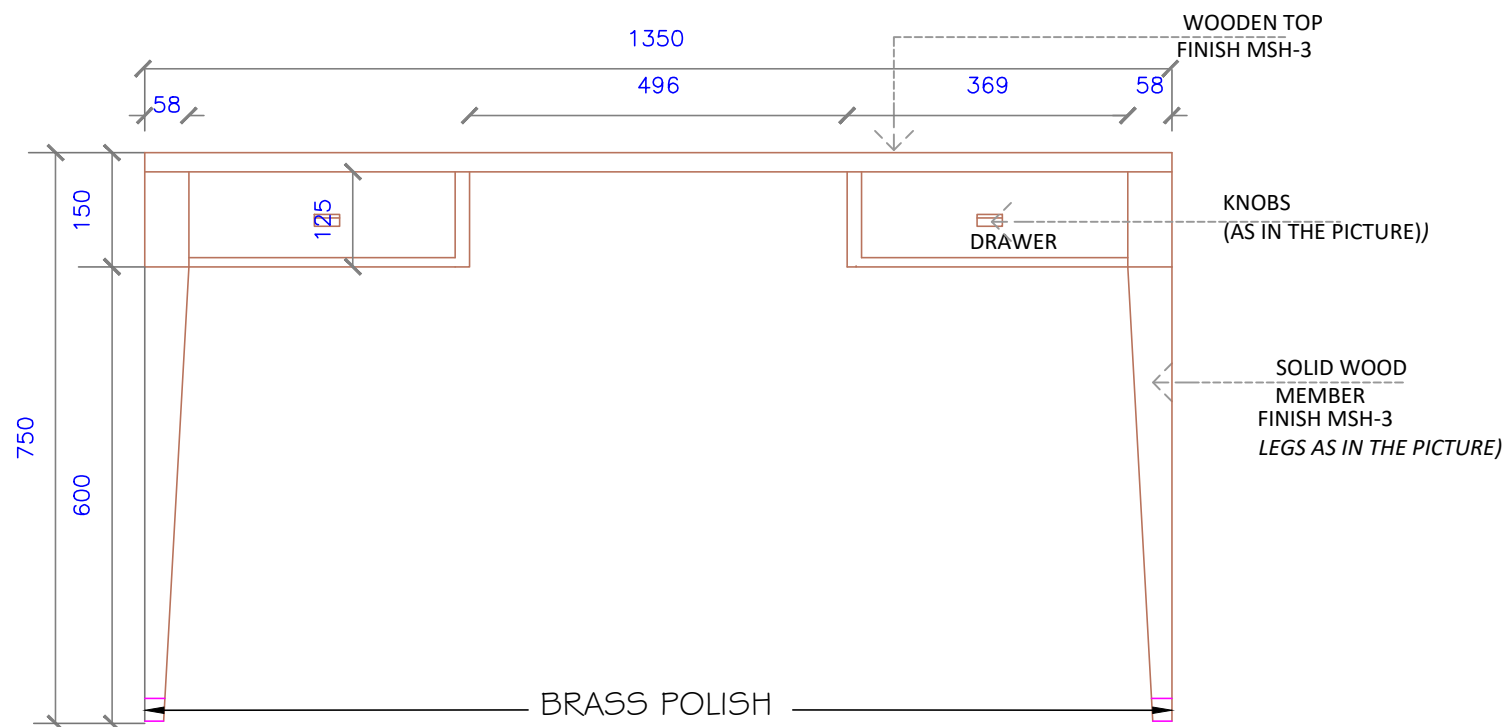 WOODEN TOP
FINISH MSH-3
1350
58
496
369
58
150
125
KNOBS
(AS IN THE PICTURE))
DRAWER
SOLID WOOD
MEMBER
FINISH MSH-3
LEGS AS IN THE PICTURE)
750
600
BRASS POLISH